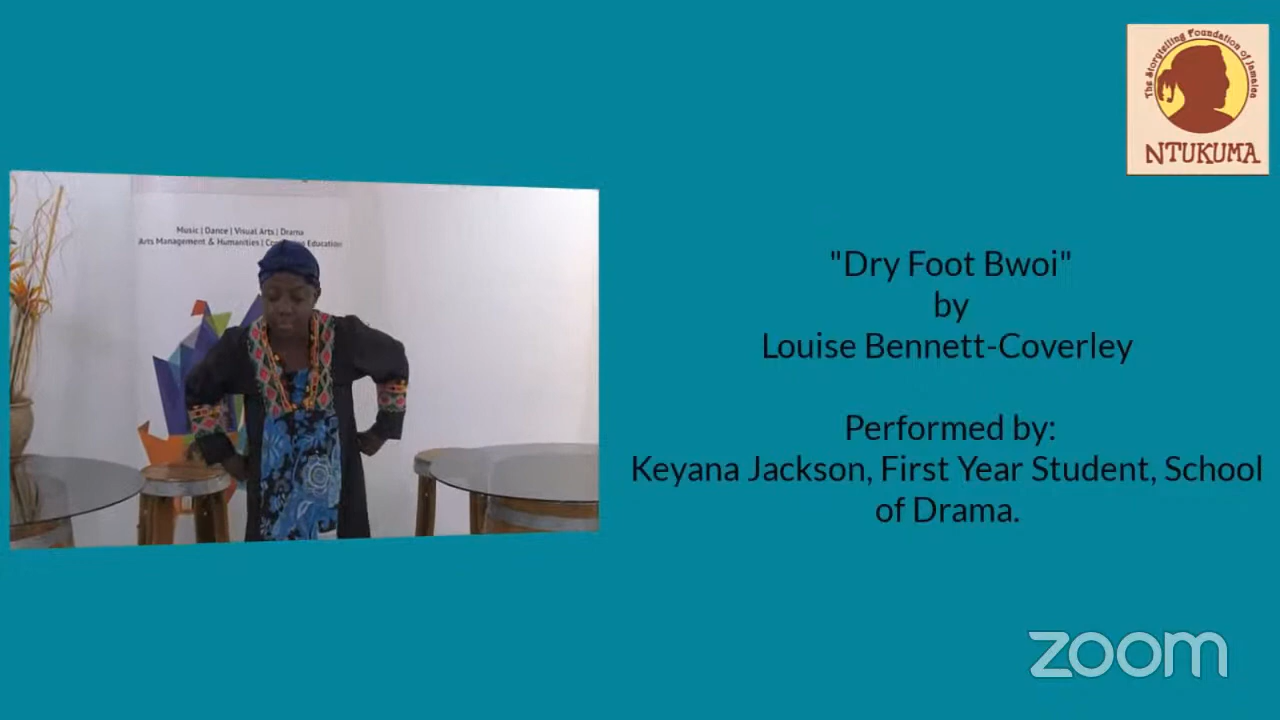 The Storytelling Foundation of Jamaica
NTUKUMA
Music | Dance | Visual Arts | Drama
Arts Management & Humanities | Education
"Dry Foot Bwoi"
by
Louise Bennett-Coverley
Performed by:
Keyana Jackson, First Year Student, School
of Drama.
zoom